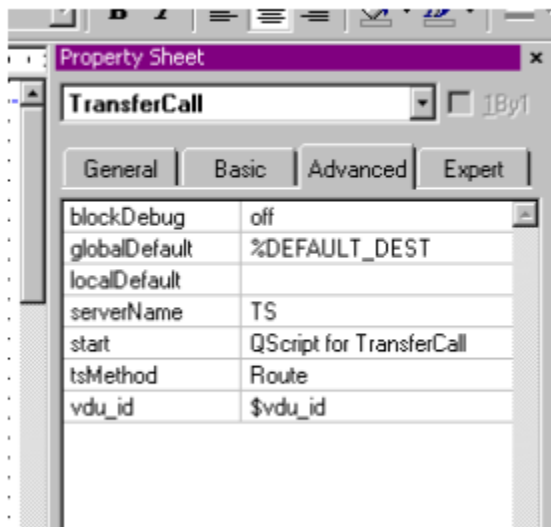 B I
Property Sheet
TransferCall 1By1
General Basic Advanced Expert
blockDebug off
globalDefault %DEFAULT_DEST
localDefault
serverName TS
start QScript for TransferCall
tsMethod Route
vdu_id $vdu_id